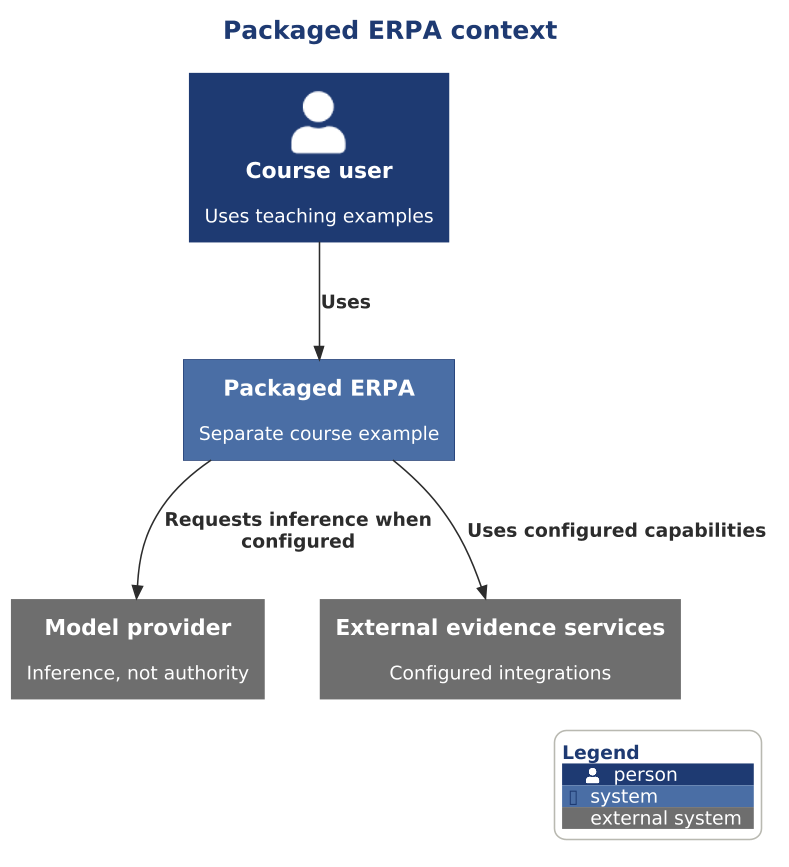 Packaged ERPA context
Course user
Uses teaching examples
Uses
Packaged ERPA
Separate course example
Requests inference when
configured
Uses configured capabilities
Model provider
Inference, not authority
External evidence services
Configured integrations
Legend
person
system
external system